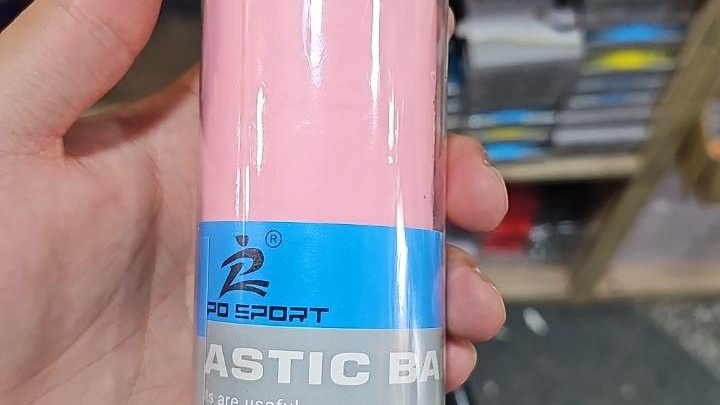 ®
PO SPORT
ASTIC BA
s are useful